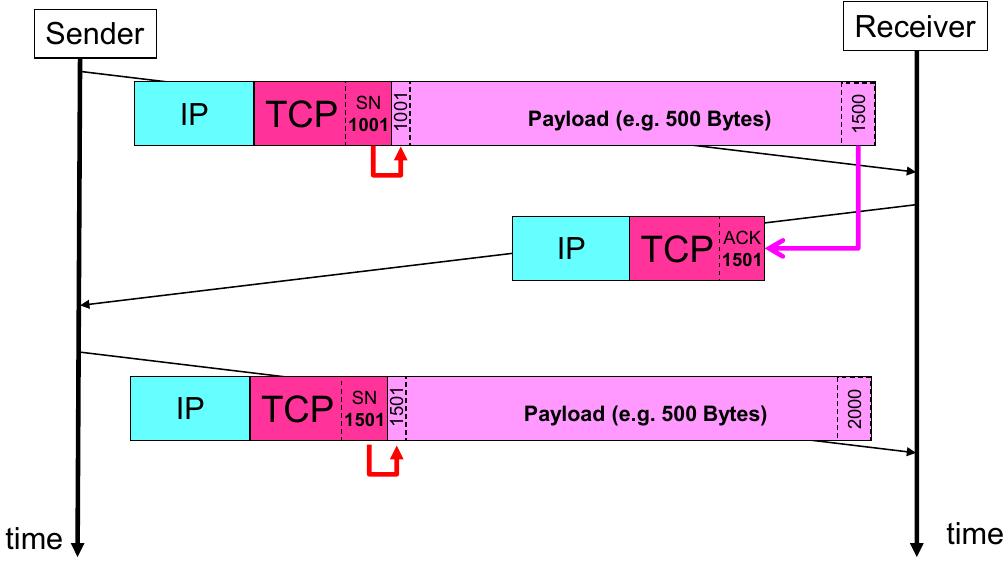 Sender
Receiver
IP
TCP
SN
1001
1001
Payload (e.g. 500 Bytes)
1500
IP
TCP
ACK
1501
IP
TCP
SN
1501
1501
Payload (e.g. 500 Bytes)
2000
time
time